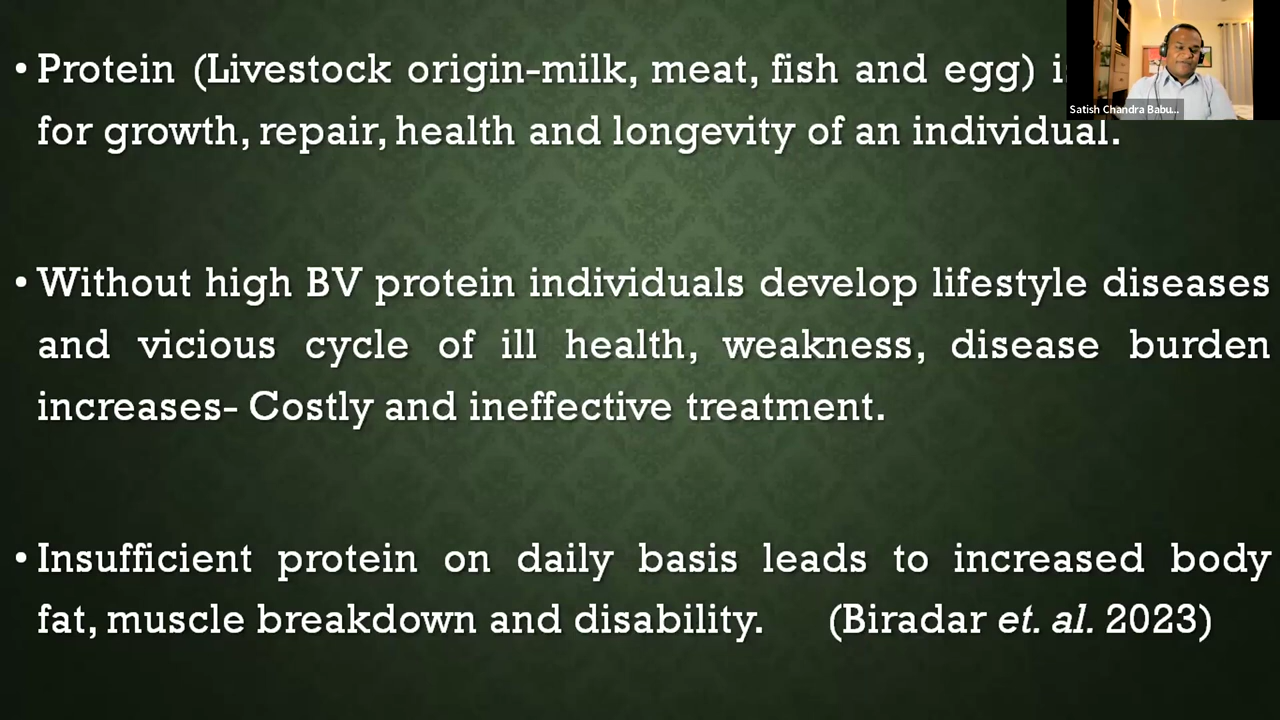 • Protein (Livestock origin-milk, meat, fish and egg)
for growth, repair, health and longevity of an individual.
• Without high BV protein individuals develop lifestyle diseases
and vicious cycle of ill health, weakness, disease burden
increases- Costly and ineffective treatment.
• Insufficient protein on daily basis leads to increased body
fat, muscle breakdown and disability. (Biradar et. al. 2023)
Satish Chandra Babu...